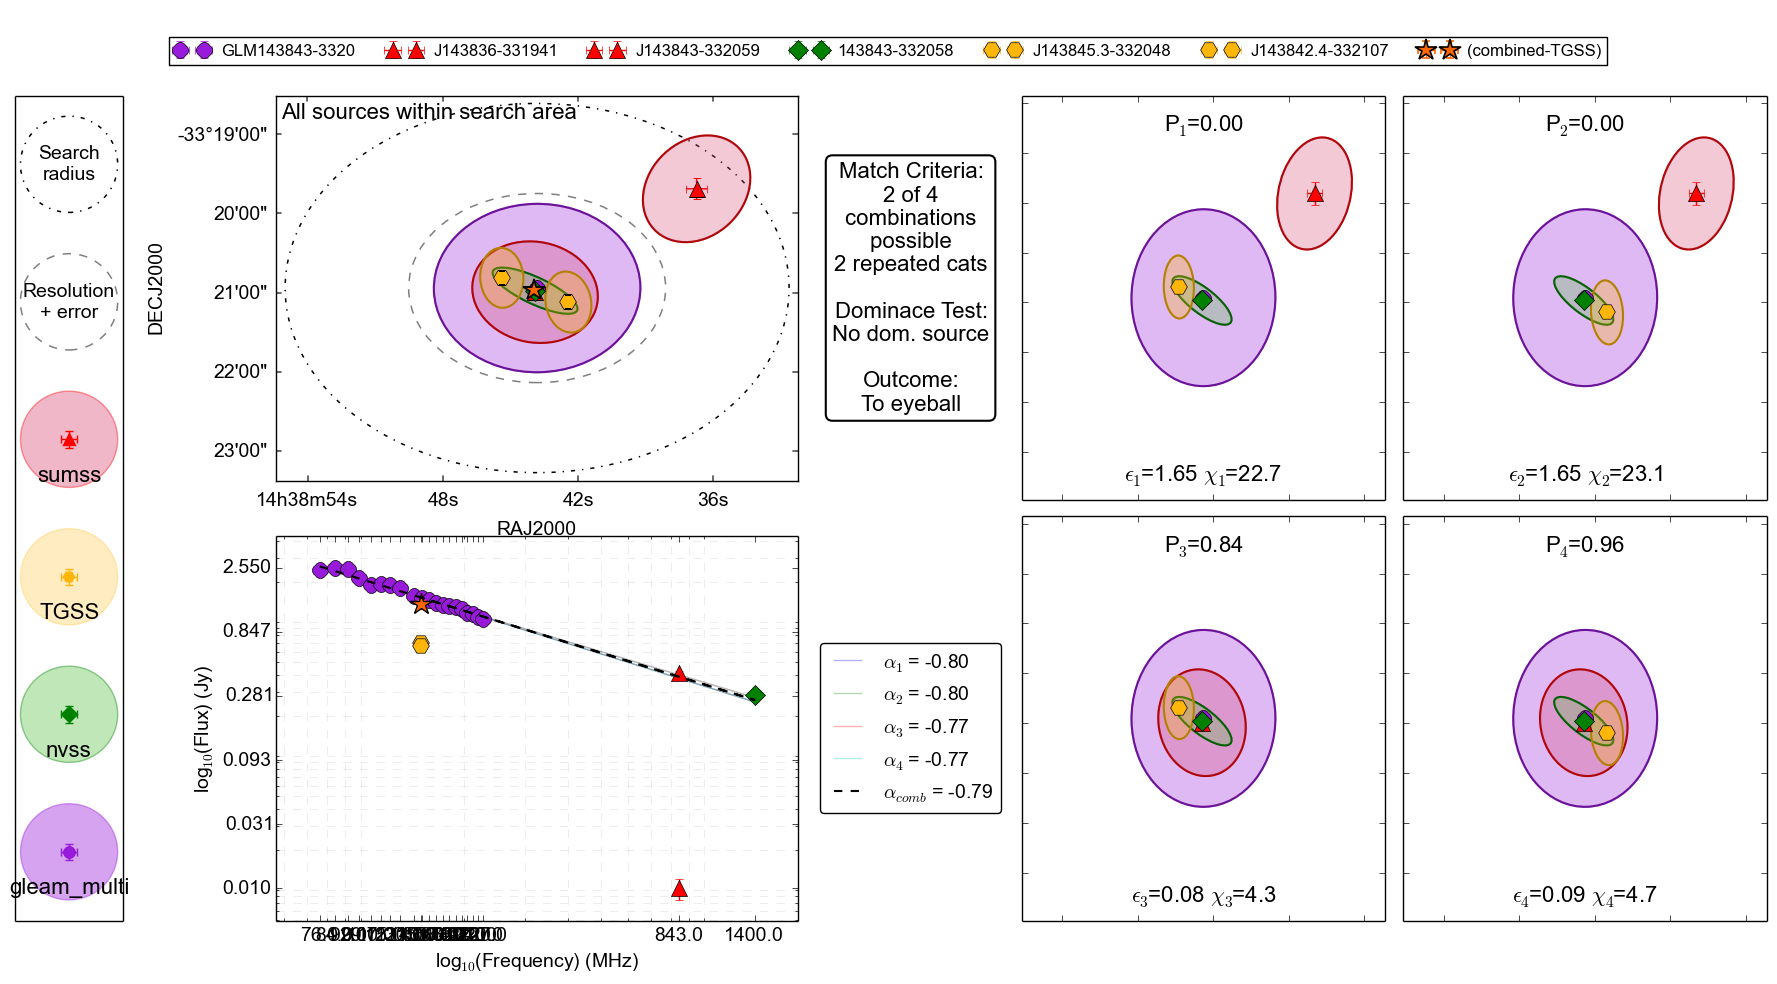 GLM143843-3320 J143836-331941 J143843-332059 143843-332058 J143845.3-332048 J143842.4-332107 (combined-TGSS)
Search
radius
Resolution
+ error
sumss
TGSS
nvss
gleam_multi
All sources within search area
DECJ2000
-33°19'00"
20'00"
21'00"
22'00"
23'00"
14h38m54s 48s 42s 36s
RAJ2000
Match Criteria:
2 of 4
combinations
possible
2 repeated cats
Dominace Test:
No dom. source
Outcome:
To eyeball
P1=0.00
ϵ1=1.65 χ1=22.7
P2=0.00
ϵ2=1.65 χ2=23.1
log10(Flux) (Jy)
2.550
0.847
0.281
0.093
0.031
0.010
843.0 1400.0
log10(Frequency) (MHz)
α1 = -0.80
α2 = -0.80
α3 = -0.77
α4 = -0.77
αcomb = -0.79
P3=0.84
ϵ3=0.08 χ3=4.3
P4=0.96
ϵ4=0.09 χ4=4.7